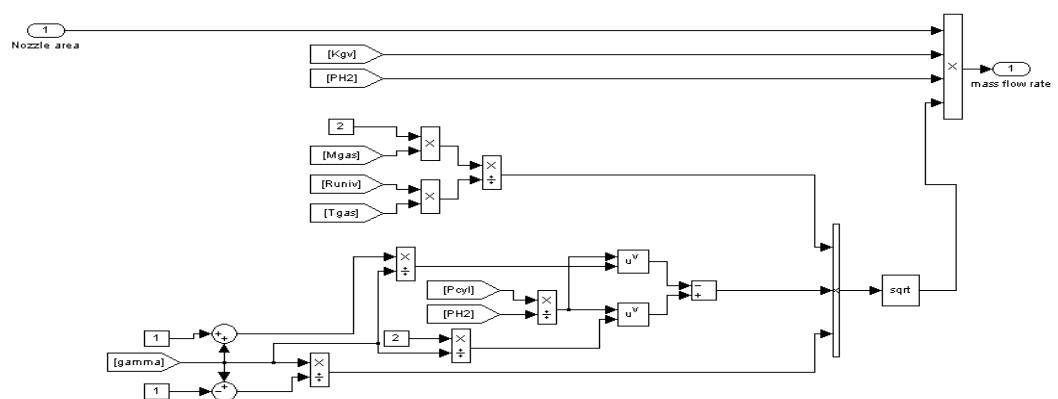 1
Nozzle area
[Kgv]
[PH2]
×
1
mass flow rate
2
[Mgas]
×
×
÷
[Runiv]
[Tgas]
×
×
÷
[Pcyl]
[PH2]
×
÷
u^v
u^v
−
+
×
sqrt
1
+
+
2
×
÷
[gamma]
×
÷
1
−
+